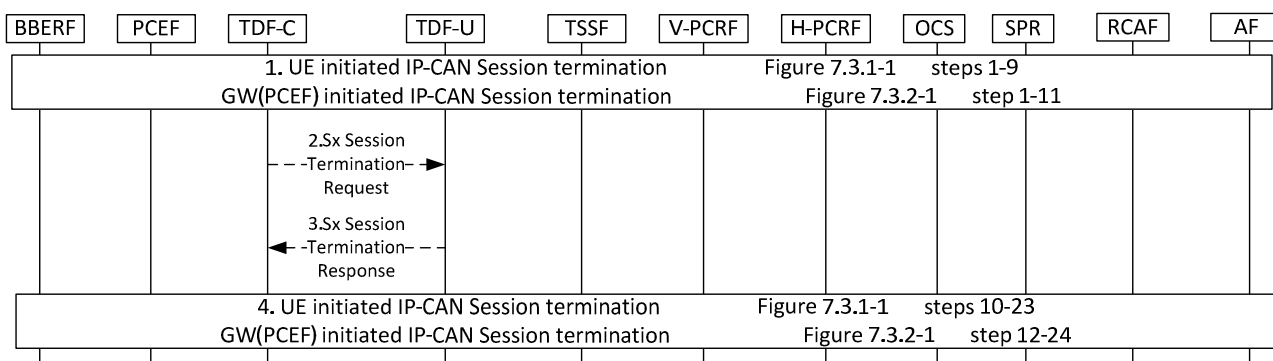 BBERF PCEF TDF-C TDF-U TSSF V-PCRF H-PCRF OCS SPR RCAF AF
1. UE initiated IP-CAN Session termination Figure 7.3.1-1 steps 1-9
GW(PCEF) initiated IP-CAN Session termination Figure 7.3.2-1 step 1-11
2.Sx Session
Termination
Request
3.Sx Session
Termination
Response
4. UE initiated IP-CAN Session termination Figure 7.3.1-1 steps 10-23
GW(PCEF) initiated IP-CAN Session termination Figure 7.3.2-1 step 12-24